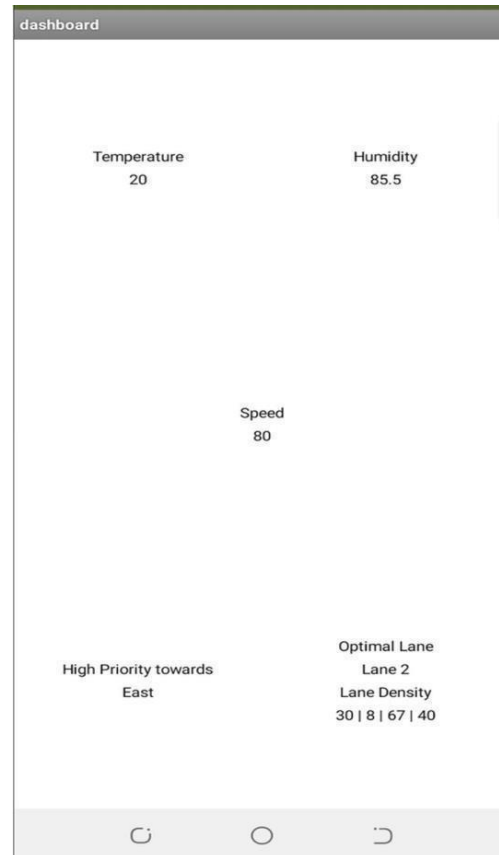 dashboard
Temperature
20
Humidity
85.5
Speed
80
High Priority towards
East
Optimal Lane
Lane 2
Lane Density
30 | 8 | 67 | 40